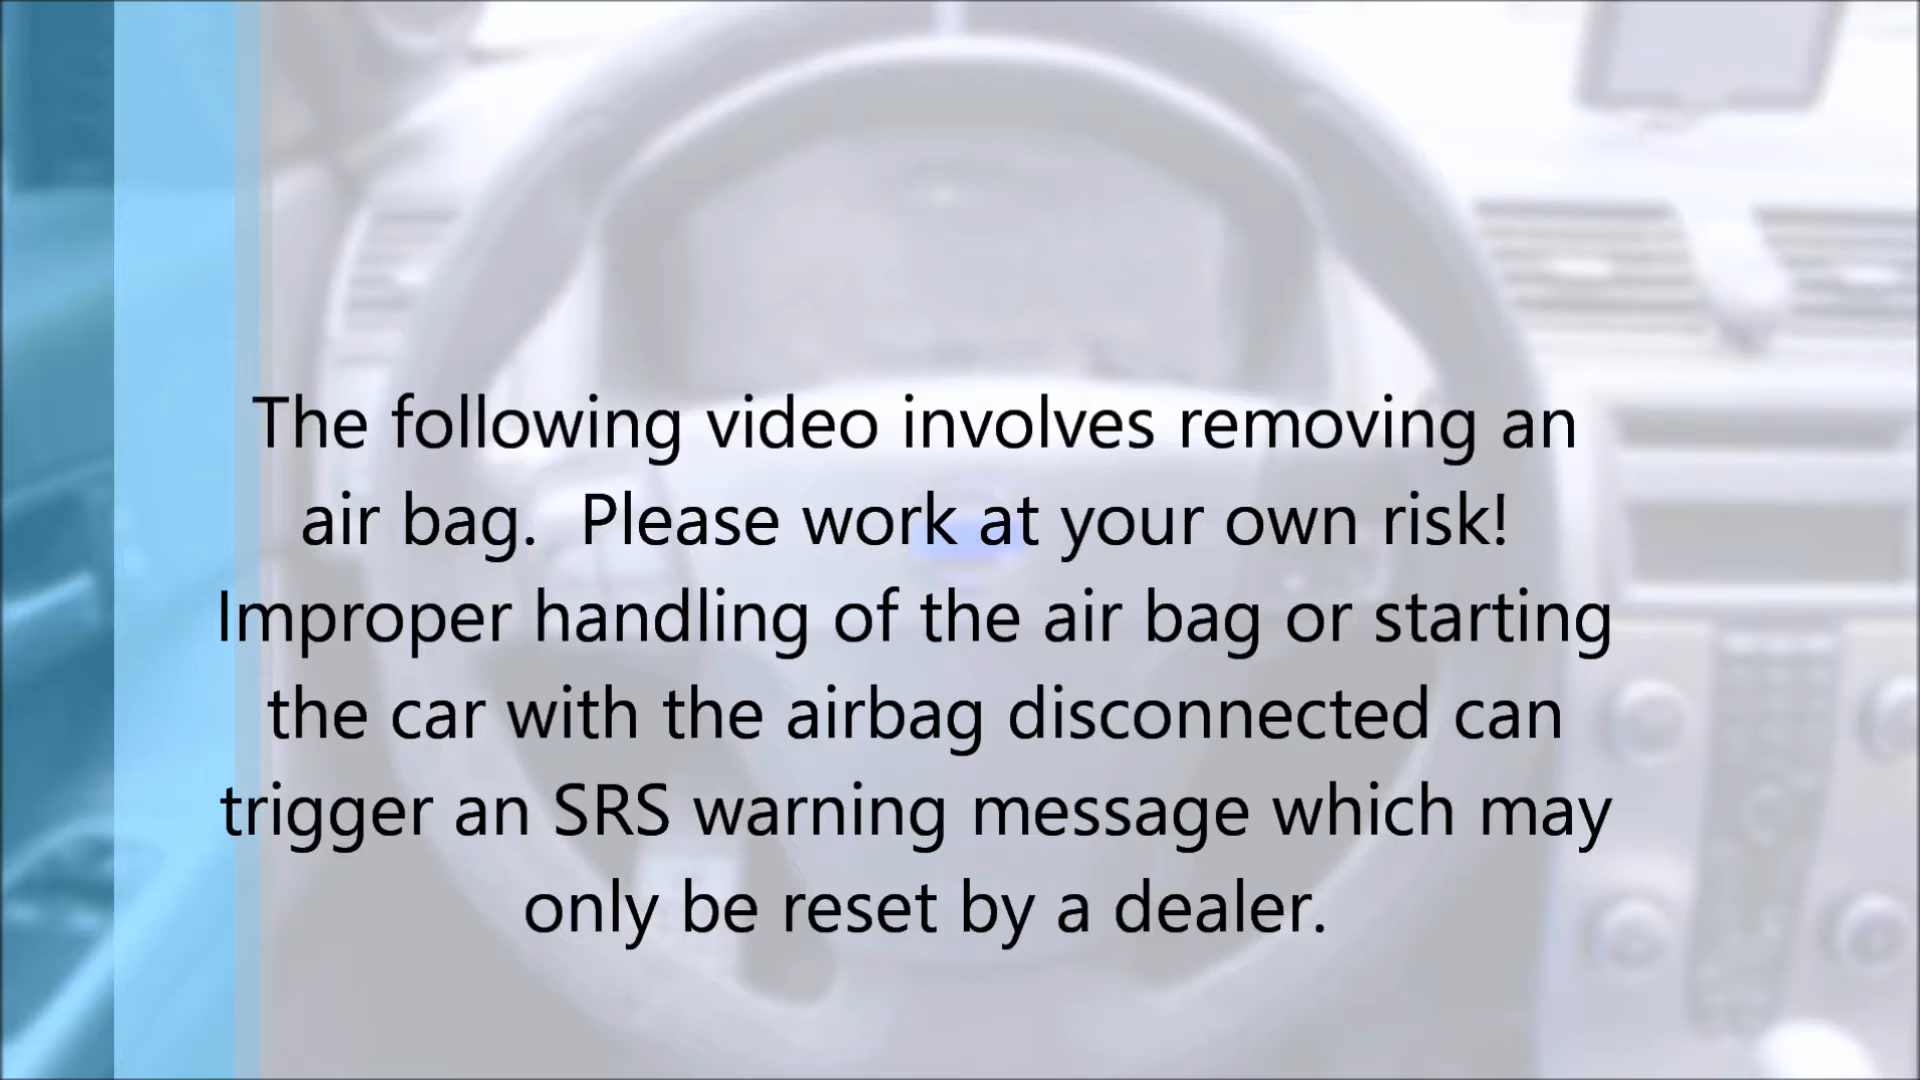 The following video involves removing an
air bag.  Please work at your own risk!
Improper handling of the air bag or starting
the car with the airbag disconnected can
trigger an SRS warning message which may
only be reset by a dealer.